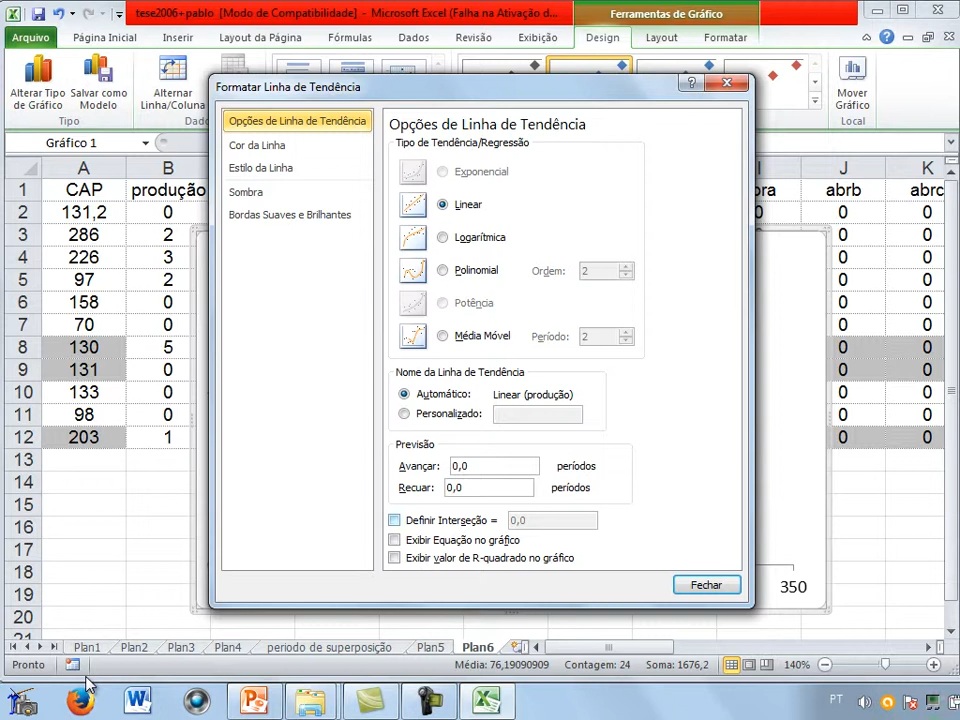 tese2006+pablo [Modo de Compatibilidade] - Microsoft Excel (Falha na Ativação d...
Ferramentas de Gráfico
Arquivo Página Inicial Inserir Layout da Página Fórmulas Dados Revisão Exibição Design Layout Formatar
Alterar Tipo de Gráfico
Salvar como Modelo
Alternar Linha/Coluna
Mover Gráfico
Tipo
Local
Gráfico 1
A B J K
1 CAP produção abrb
2 131,2 0 0 0
3 286 2 0 0
4 226 3 0 0
5 97 2 0 0
6 158 0 0 0
7 70 0 0 0
8 130 5 0 0
9 131 0 0 0
10 133 0 0 0
11 98 0 0 0
12 203 1 0 0
13
14
15
16
17
18
19
20
350
Formatar Linha de Tendência
Opções de Linha de Tendência
Cor da Linha
Estilo da Linha
Sombra
Bordas Suaves e Brilhantes
Opções de Linha de Tendência
Tipo de Tendência/Regressão
Exponencial
Linear
Logarítmica
Polinomial Ordem: 2
Potência
Média Móvel Período: 2
Nome da Linha de Tendência
Automático: Linear (produção)
Personalizado:
Previsão
Avançar: 0,0 períodos
Recuar: 0,0 períodos
Definir Interseção = 0,0
Exibir Equação no gráfico
Exibir valor de R-quadrado no gráfico
Fechar
Plan1 Plan2 Plan3 Plan4 periodo de superposição Plan5 Plan6
Pronto Média: 76,19090909 Contagem: 24 Soma: 1676,2 140%
PT